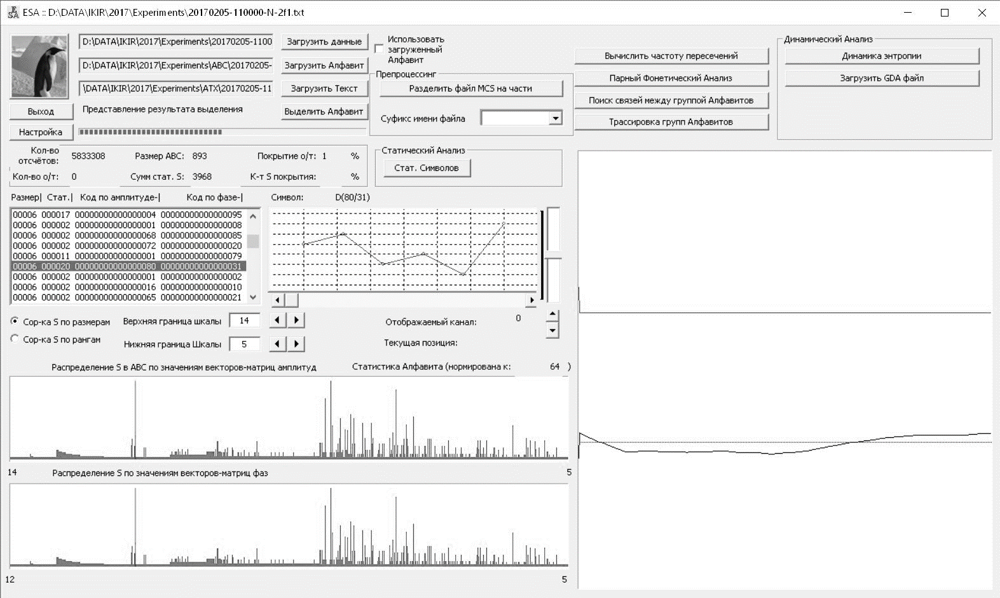 ESA :: D:\DATA\IKIR\2017\Experiments\20170205-110000-N-2f1.txt
D:\DATA\IKIR\2017\Experiments\20170205-1100
Загрузить данные
D:\DATA\IKIR\2017\Experiments\ABC\20170205-
Загрузить Алфавит
\DATA\IKIR\2017\Experiments\ATX\20170205-11
Загрузить Текст
Выход
Представление результата выделения
Выделить Алфавит
Настройка
Использовать
загруженный
Алфавит
Препроцессинг
Разделить файл MCS на части
Суфикс имени файла
Вычислить частоту пересечений
Парный Фонетический Анализ
Поиск связей между группой Алфавитов
Трассировка групп Алфавитов
Динамический Анализ
Динамика энтропии
Загрузить GDA файл
Кол-во
отсчётов: 5833308 Размер ABC: 893 Покрытие о/т: 1 %
Кол-во о/т: 0 Сумм стат. S: 3968 К-т S покрытия: %
Статический Анализ
Стат. Символов
Размер| Стат.| Код по амплитуде-| Код по фазе-|
Символ: D(80/31)
00006 000017 00000000000000004 00000000000000095
00006 000002 00000000000000001 00000000000000008
00006 000002 00000000000000068 00000000000000085
00006 000002 00000000000000072 00000000000000020
00006 000011 00000000000000001 00000000000000079
00006 000020 00000000000000080 00000000000000031
00006 000002 00000000000000001 00000000000000002
00006 000002 00000000000000016 00000000000000010
00006 000002 00000000000000065 00000000000000021
Сор-ка S по размерам
Сор-ка S по рангам
Верхняя граница шкалы 14
Нижняя граница Шкалы 5
Отображаемый канал: 0
Текущая позиция:
Распределение S в ABC по значениям векторов-матриц амплитуд
Статистика Алфавита (нормирована к: 64 )
14 5
Распределение S по значениям векторов-матриц фаз
12 5